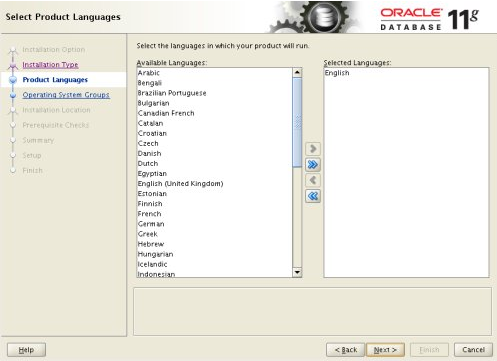 Select Product Languages
ORACLE 11g
DATABASE
Installation Option
Installation Type
Product Languages
Operating System Groups
Installation Location
Prerequisite Checks
Summary
Setup
Finish
Select the languages in which your product will run.
Available Languages:
Arabic
Bengali
Brazilian Portuguese
Bulgarian
Canadian French
Catalan
Croatian
Czech
Danish
Dutch
Egyptian
English (United Kingdom)
Estonian
Finnish
French
German
Greek
Hebrew
Hungarian
Icelandic
Indonesian
Selected Languages:
English
Help
< Back
Next >
Finish
Cancel